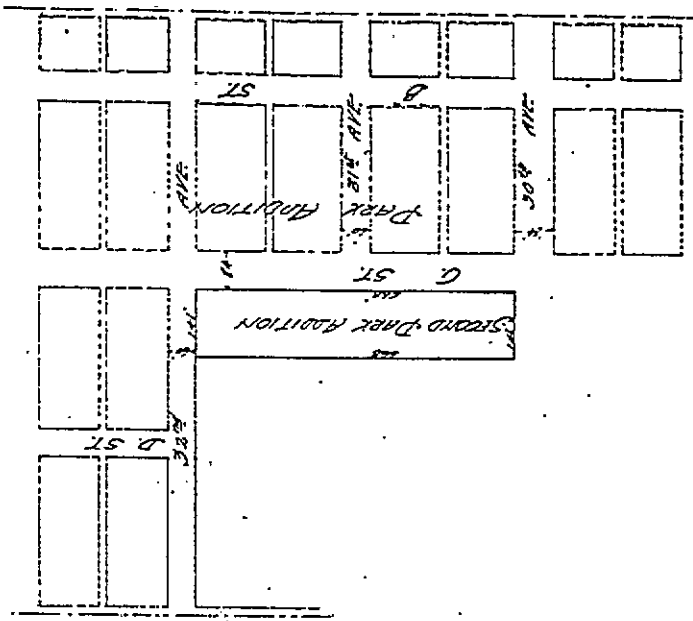 D. ST.
32nd AVE.
SECOND PARK ADDITION
C. ST.
30th AVE
31st AVE
PARK ADDITION
B ST.